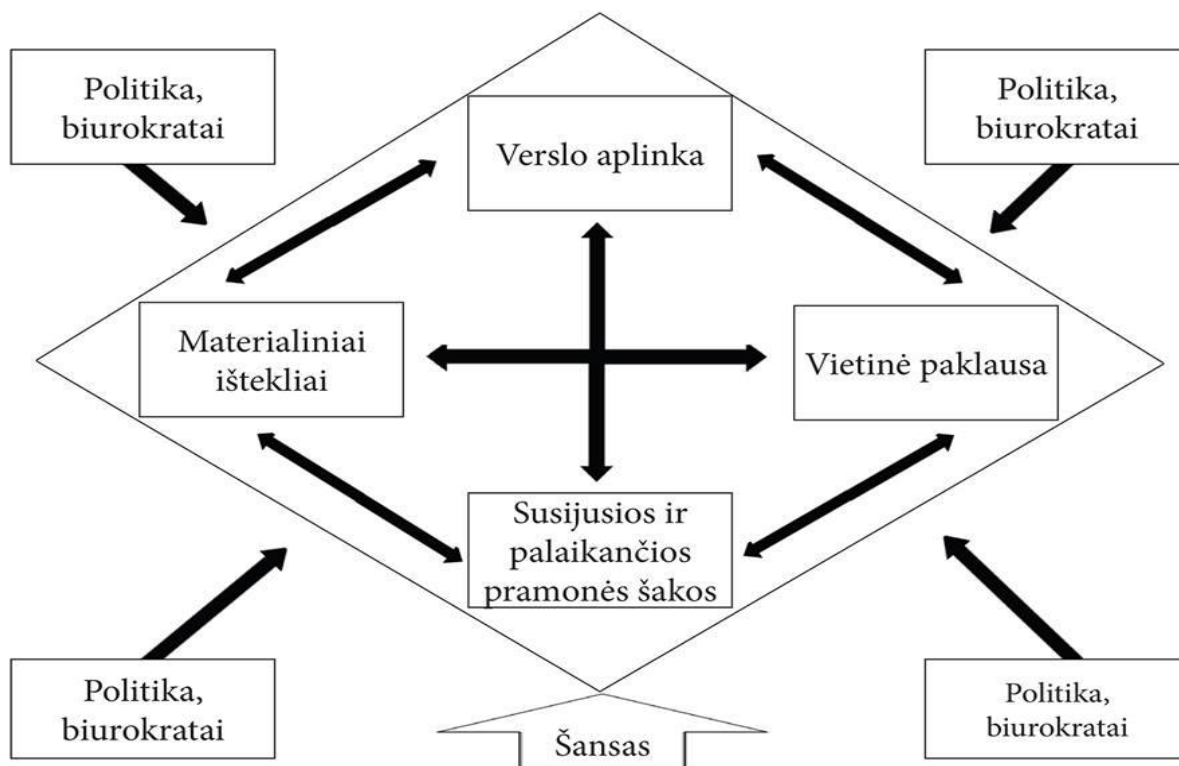 Politika,
biurokratai
Verslo aplinka
Politika,
biurokratai
Materialiniai
ištekliai
Vietinė paklausa
Susijusios ir
palaikančios
pramonės šakos
Politika,
biurokratai
Šansas
Politika,
biurokratai